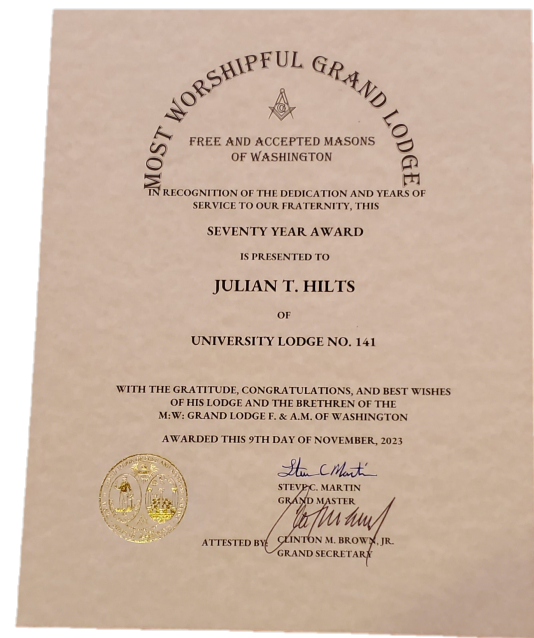 MOST WORSHIPFUL GRAND LODGE
FREE AND ACCEPTED MASONS
OF WASHINGTON
IN RECOGNITION OF THE DEDICATION AND YEARS OF
SERVICE TO OUR FRATERNITY, THIS
SEVENTY YEAR AWARD
IS PRESENTED TO
JULIAN T. HILTS
OF
UNIVERSITY LODGE NO. 141
WITH THE GRATITUDE, CONGRATULATIONS, AND BEST WISHES
OF HIS LODGE AND THE BRETHREN OF THE
M:W: GRAND LODGE F. & A.M. OF WASHINGTON
AWARDED THIS 9TH DAY OF NOVEMBER, 2023
Steve C Martin
STEVE C. MARTIN
GRAND MASTER
ATTESTED BY: CLINTON M. BROWN, JR.
GRAND SECRETARY